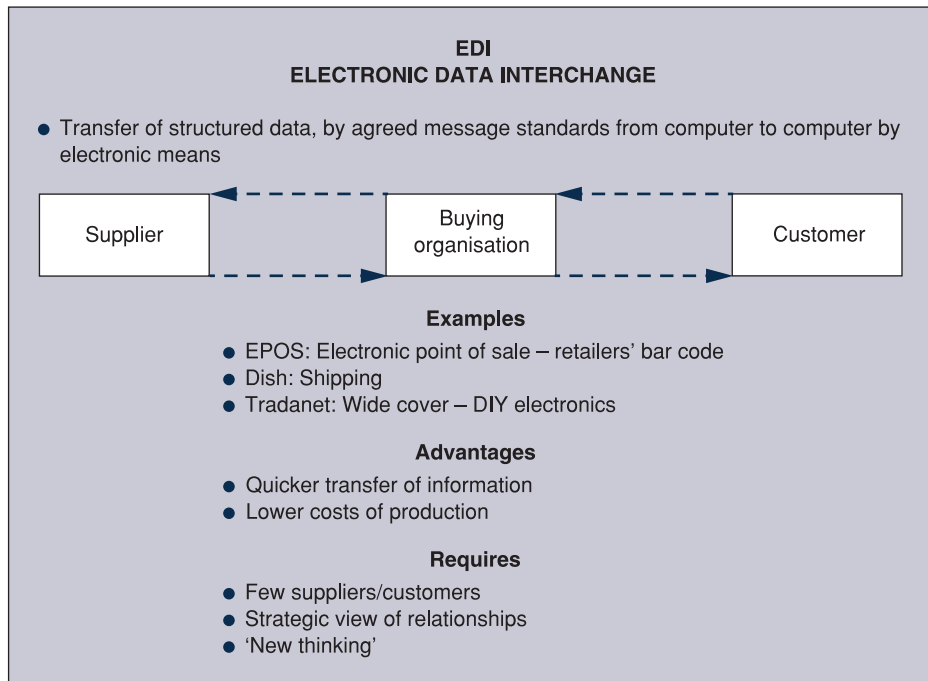 EDI
ELECTRONIC DATA INTERCHANGE
● Transfer of structured data, by agreed message standards from computer to computer by
electronic means
Supplier
Buying
organisation
Customer
Examples
● EPOS: Electronic point of sale – retailers’ bar code
● Dish: Shipping
● Tradanet: Wide cover – DIY electronics
Advantages
● Quicker transfer of information
● Lower costs of production
Requires
● Few suppliers/customers
● Strategic view of relationships
● ‘New thinking’